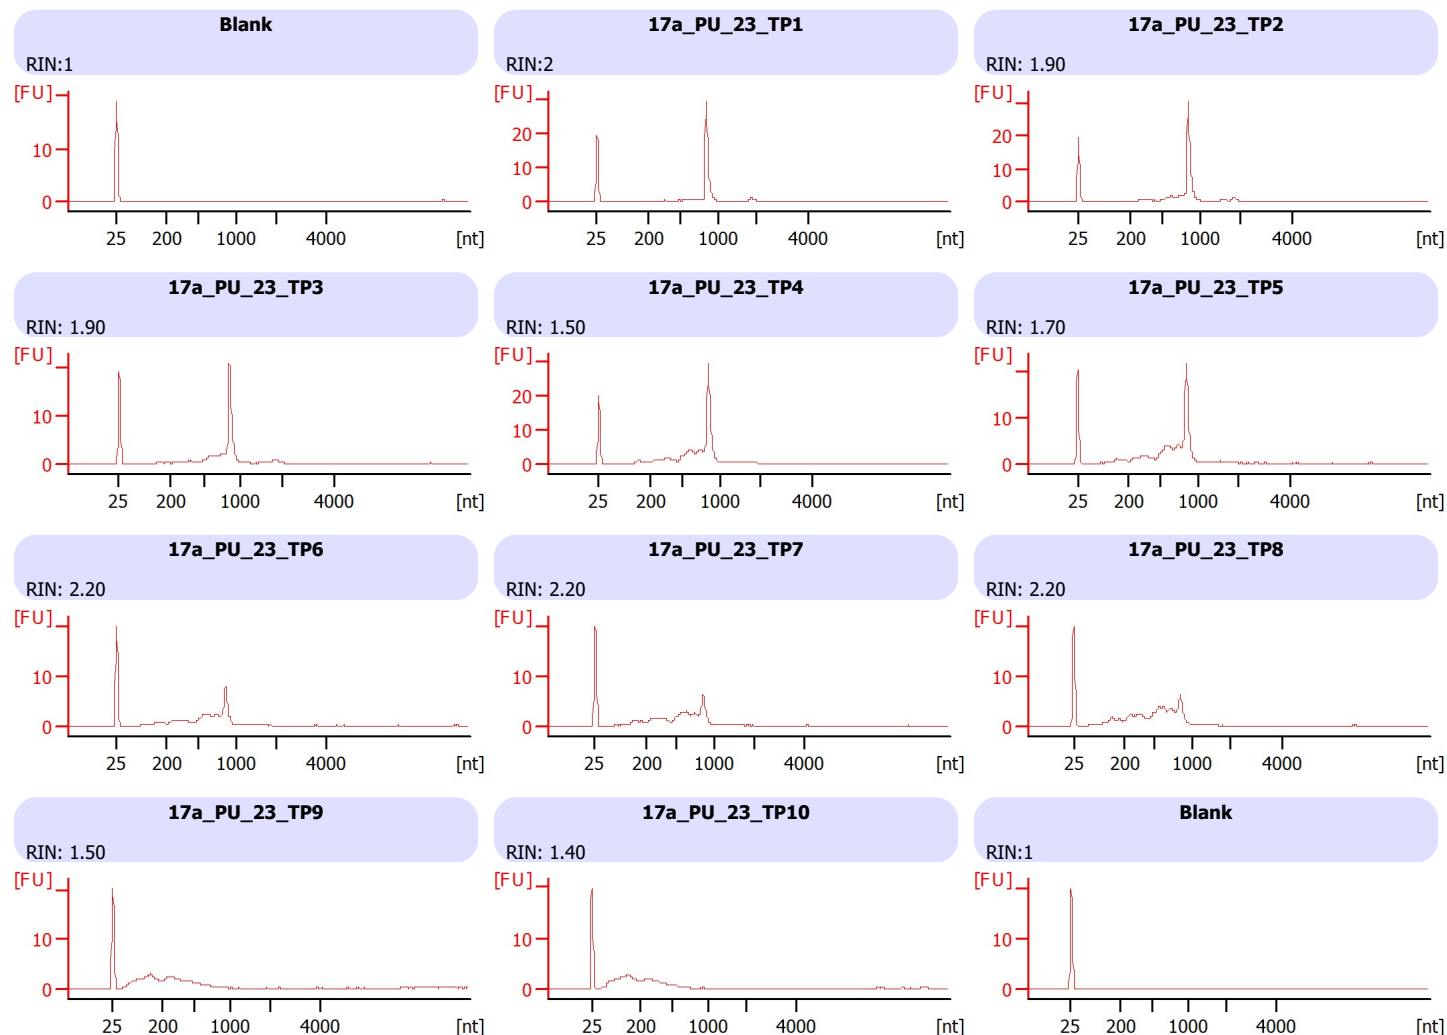 Blank
RIN:1
[FU]
10
0
25 200 1000 4000 [nt]
17a_PU_23_TP1
RIN:2
[FU]
20
10
0
25 200 1000 4000 [nt]
17a_PU_23_TP2
RIN: 1.90
[FU]
20
10
0
25 200 1000 4000 [nt]
17a_PU_23_TP3
RIN: 1.90
[FU]
10
0
25 200 1000 4000 [nt]
17a_PU_23_TP4
RIN: 1.50
[FU]
20
10
0
25 200 1000 4000 [nt]
17a_PU_23_TP5
RIN: 1.70
[FU]
10
0
25 200 1000 4000 [nt]
17a_PU_23_TP6
RIN: 2.20
[FU]
10
0
25 200 1000 4000 [nt]
17a_PU_23_TP7
RIN: 2.20
[FU]
10
0
25 200 1000 4000 [nt]
17a_PU_23_TP8
RIN: 2.20
[FU]
10
0
25 200 1000 4000 [nt]
17a_PU_23_TP9
RIN: 1.50
[FU]
10
0
25 200 1000 4000 [nt]
17a_PU_23_TP10
RIN: 1.40
[FU]
10
0
25 200 1000 4000 [nt]
Blank
RIN:1
[FU]
10
0
25 200 1000 4000 [nt]